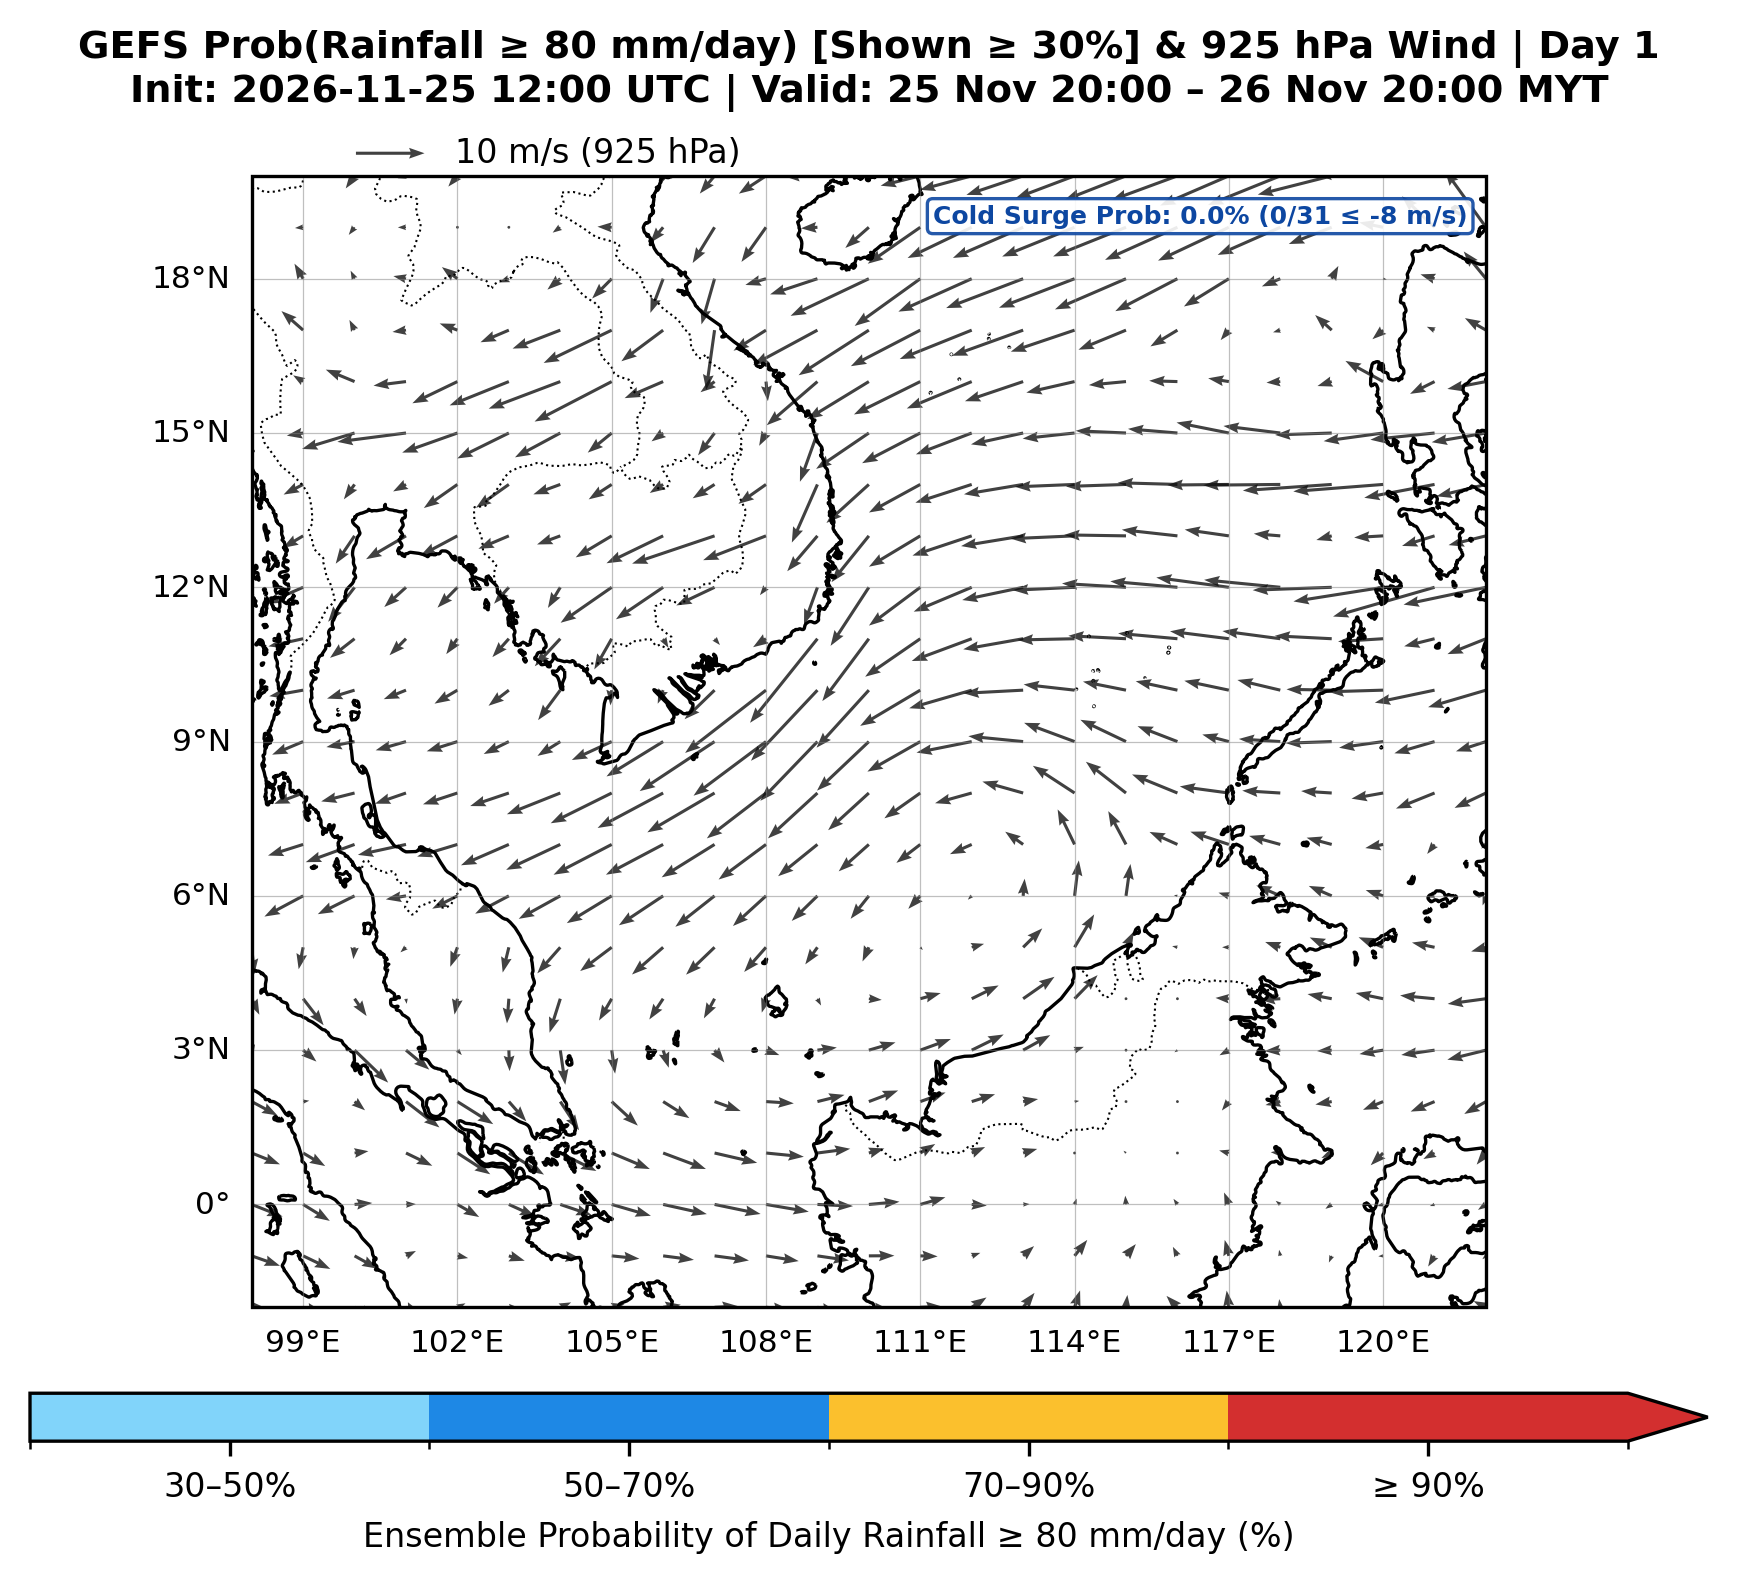 GEFS Prob(Rainfall ≥ 80 mm/day) [Shown ≥ 30%] & 925 hPa Wind | Day 1
Init: 2026-11-25 12:00 UTC | Valid: 25 Nov 20:00 – 26 Nov 20:00 MYT
10 m/s (925 hPa)
Cold Surge Prob: 0.0% (0/31 ≤ -8 m/s)
18°N
15°N
12°N
9°N
6°N
3°N
0°
99°E 102°E 105°E 108°E 111°E 114°E 117°E 120°E
30–50% 50–70% 70–90% ≥ 90%
Ensemble Probability of Daily Rainfall ≥ 80 mm/day (%)